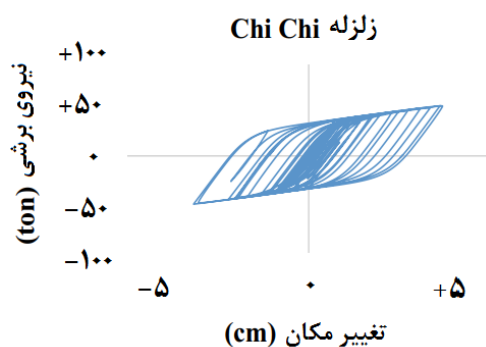 زلزله Chi Chi
نیروی برشی (ton)
+۱۰۰
+۵۰
۰
-۵۰
-۱۰۰
-۵
۰
+۵
تغییر مکان (cm)